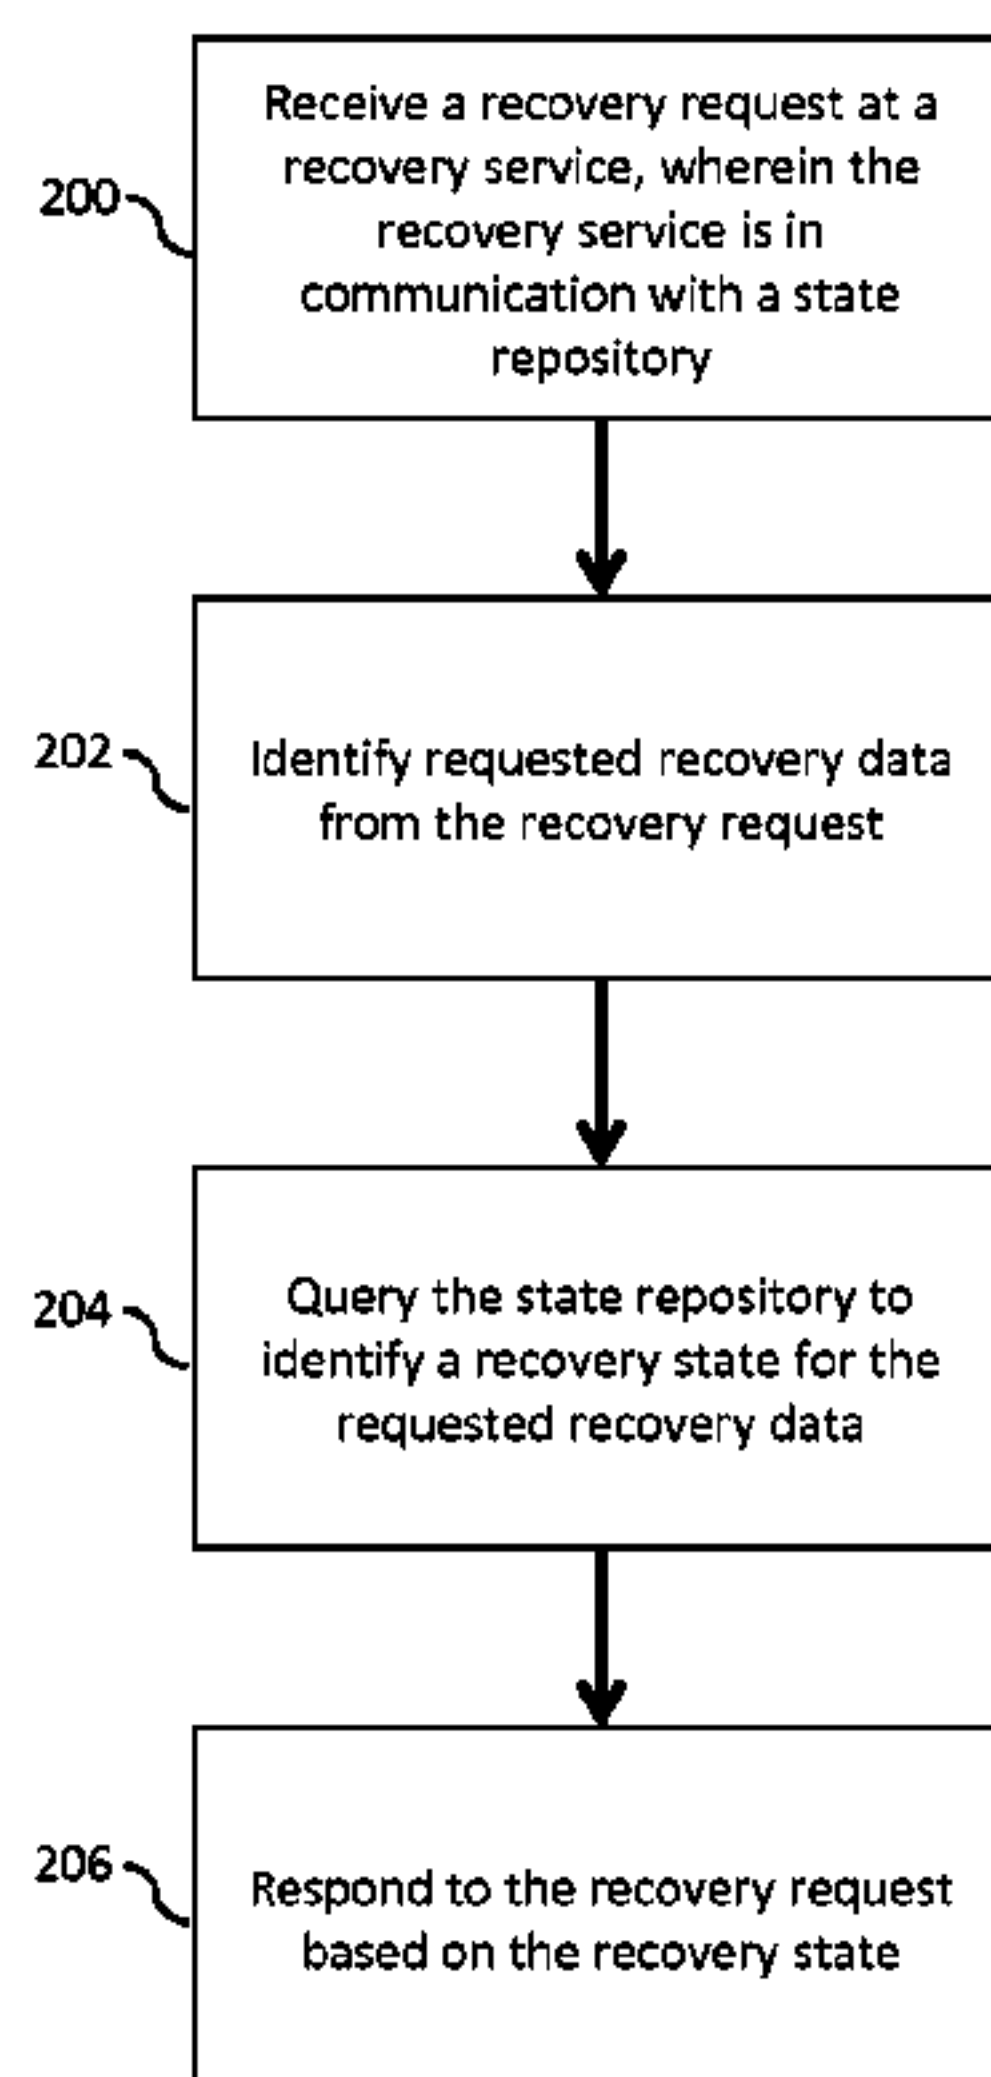 Receive a recovery request at a
recovery service, wherein the
recovery service is in
communication with a state
repository
200
Identify requested recovery data
from the recovery request
202
Query the state repository to
identify a recovery state for the
requested recovery data
204
Respond to the recovery request
based on the recovery state
206